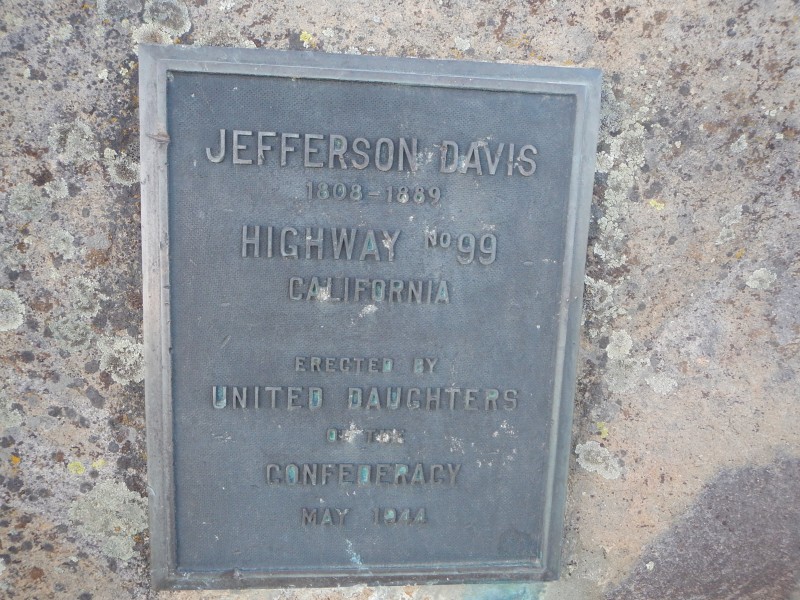 JEFFERSON DAVIS
1808-1889
HIGHWAY NO 99
CALIFORNIA
ERECTED BY
UNITED DAUGHTERS
OF THE
CONFEDERACY
MAY 1944